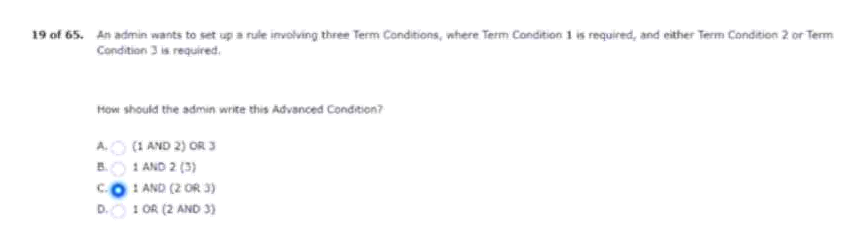 19 of 65. An admin wants to set up a rule involving three Term Conditions, where Term Condition 1 is required, and either Term Condition 2 or Term
Condition 3 is required.
How should the admin write this Advanced Condition?
A. (1 AND 2) OR 3
B. 1 AND 2 (3)
C. 1 AND (2 OR 3)
D. 1 OR (2 AND 3)